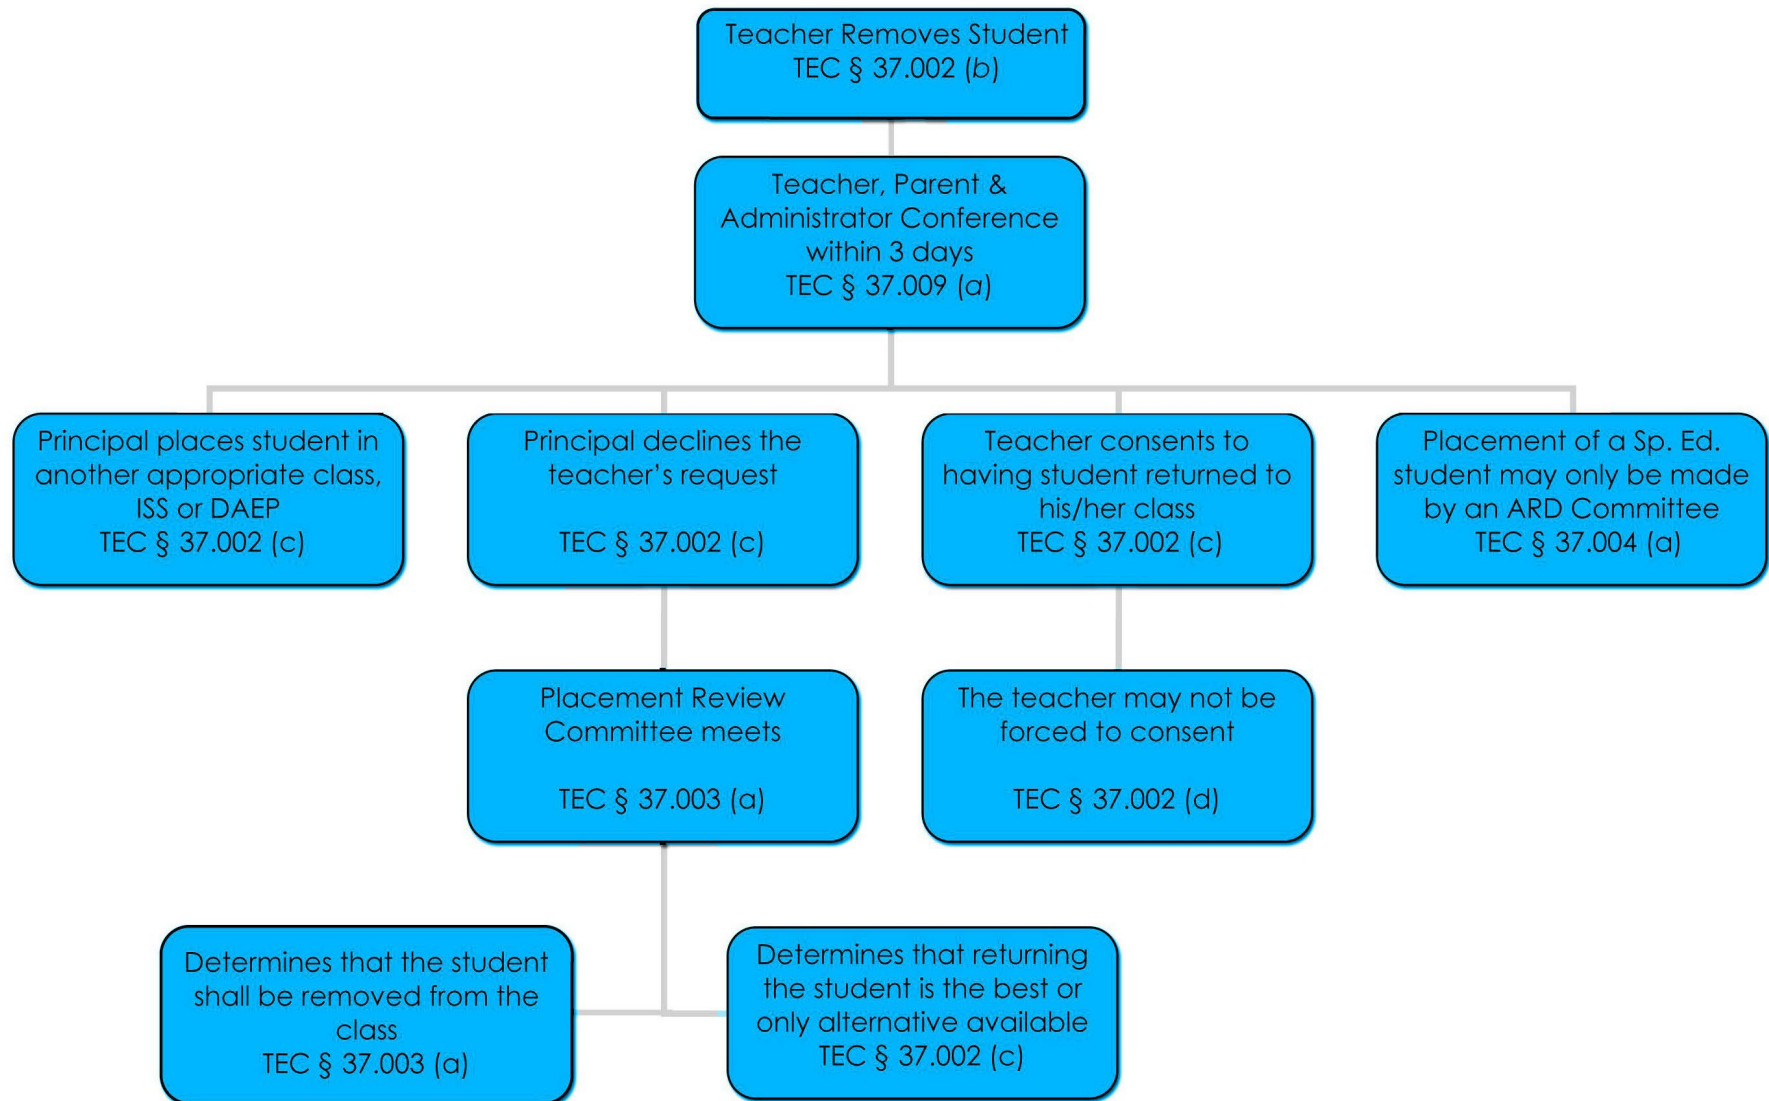 Teacher Removes Student
TEC § 37.002 (b)
Teacher, Parent &
Administrator Conference
within 3 days
TEC § 37.009 (a)
Principal places student in
another appropriate class,
ISS or DAEP
TEC § 37.002 (c)
Principal declines the
teacher’s request
TEC § 37.002 (c)
Teacher consents to
having student returned to
his/her class
TEC § 37.002 (c)
Placement of a Sp. Ed.
student may only be made
by an ARD Committee
TEC § 37.004 (a)
Placement Review
Committee meets
TEC § 37.003 (a)
The teacher may not be
forced to consent
TEC § 37.002 (d)
Determines that the student
shall be removed from the
class
TEC § 37.003 (a)
Determines that returning
the student is the best or
only alternative available
TEC § 37.002 (c)